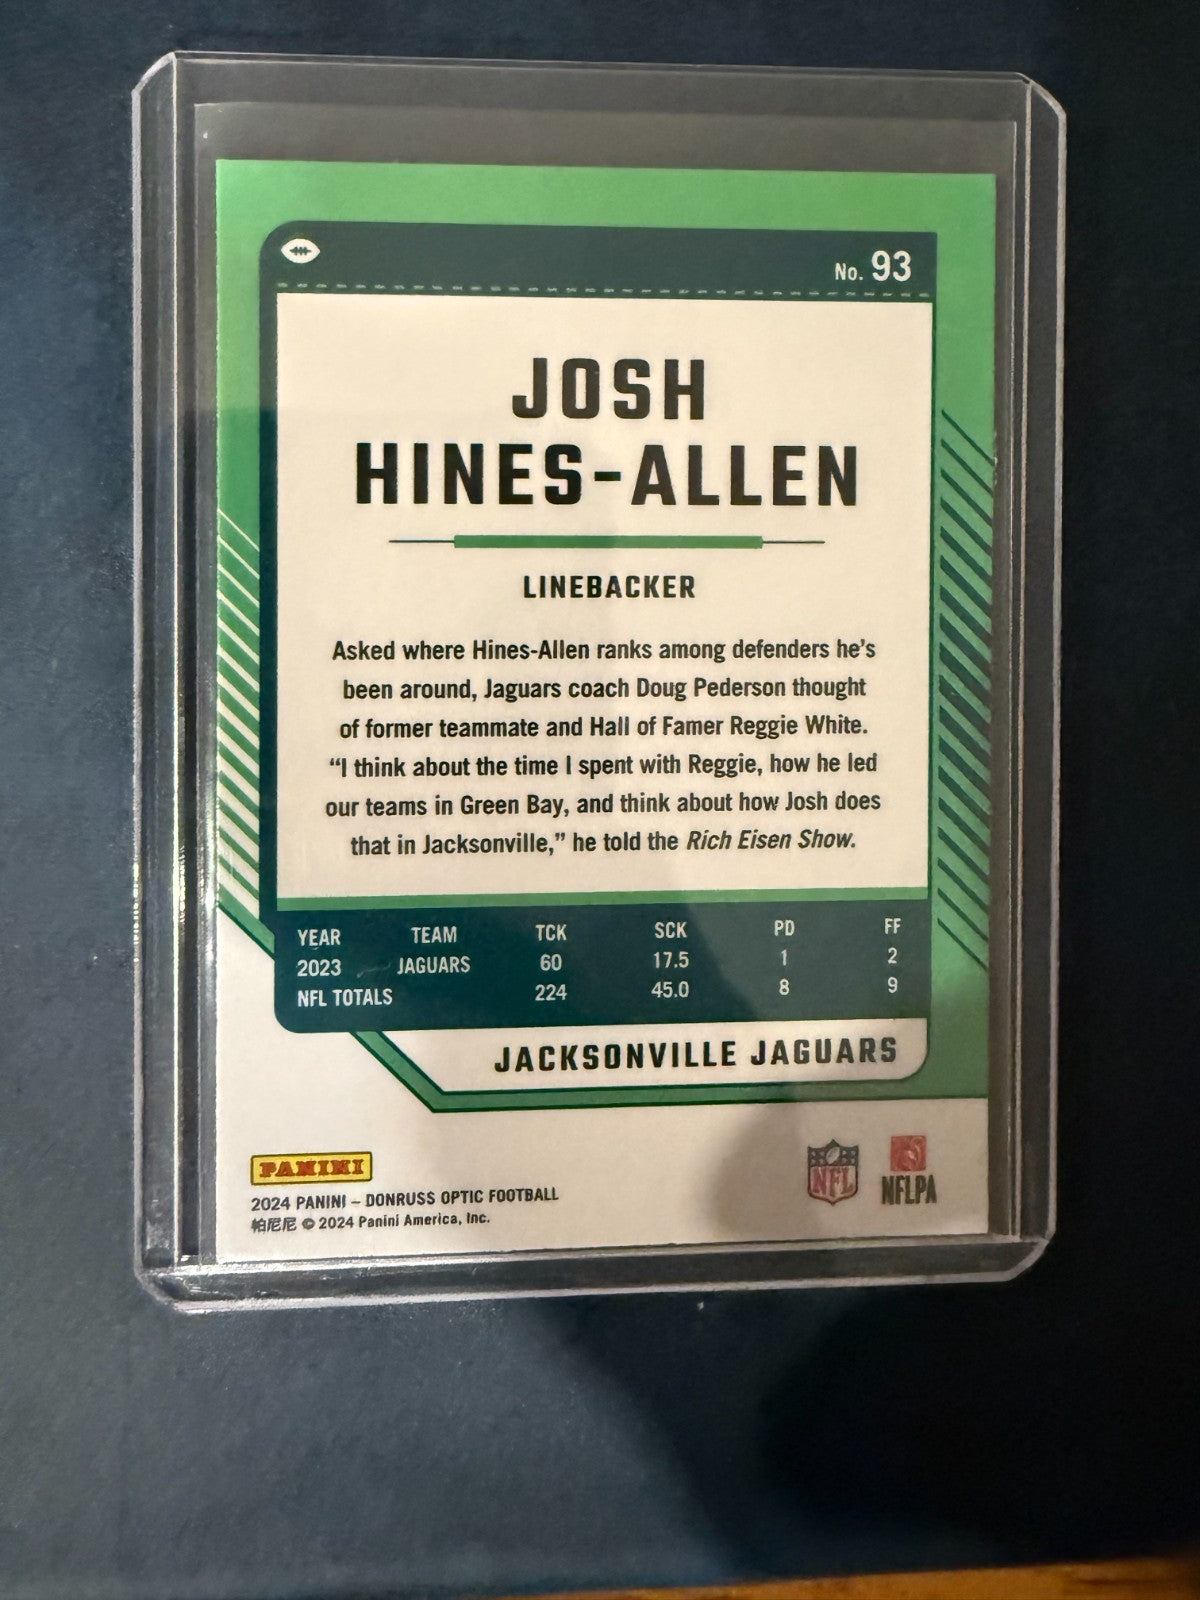 No. 93
JOSH
HINES-ALLEN
LINEBACKER
Asked where Hines-Allen ranks among defenders he's
been around, Jaguars coach Doug Pederson thought
of former teammate and Hall of Famer Reggie White.
“I think about the time I spent with Reggie, how he led
our teams in Green Bay, and think about how Josh does
that in Jacksonville,” he told the Rich Eisen Show.
YEAR TEAM TCK SCK PD FF
2023 JAGUARS 60 17.5 1 2
NFL TOTALS 224 45.0 8 9
JACKSONVILLE JAGUARS
PANINI
2024 PANINI – DONRUSS OPTIC FOOTBALL
帕尼尼 © 2024 Panini America, Inc.
NFL
NFLPA